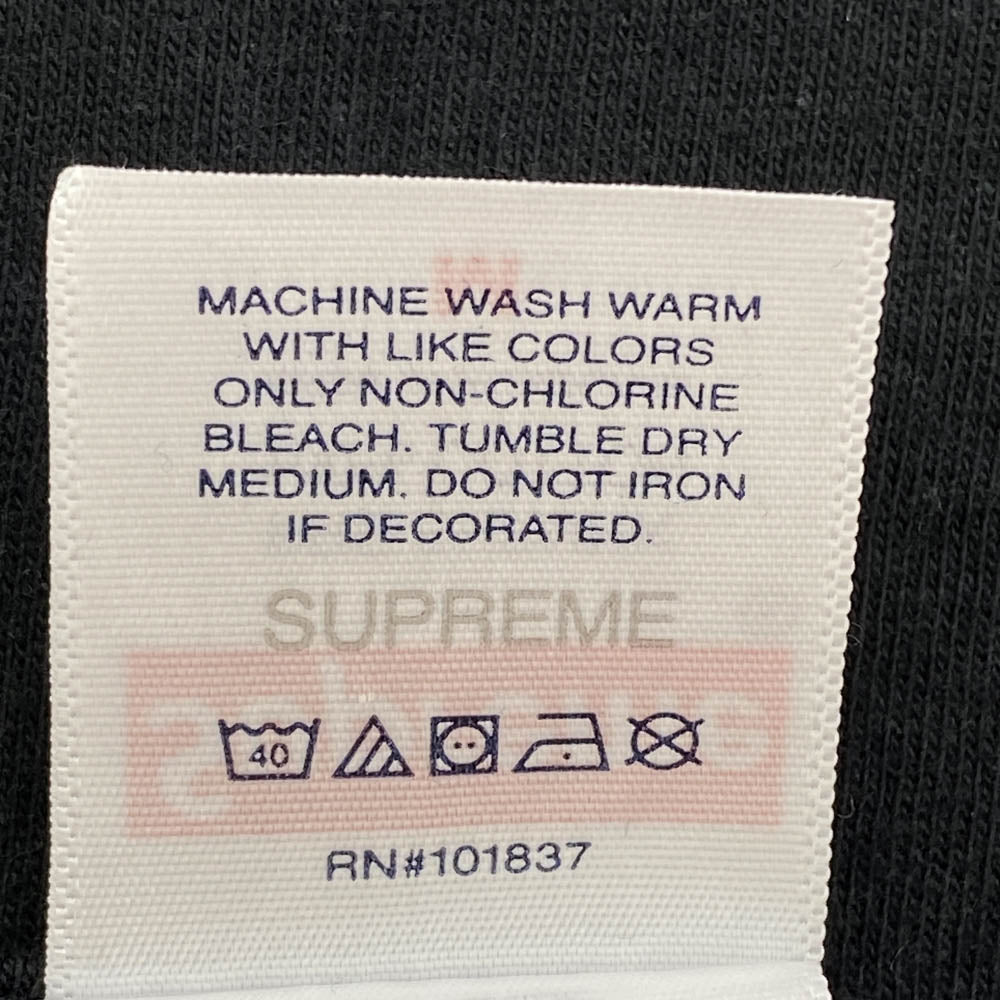 MACHINE WASH WARM
WITH LIKE COLORS
ONLY NON-CHLORINE
BLEACH. TUMBLE DRY
MEDIUM. DO NOT IRON
IF DECORATED.
SUPREME
40
RN#101837